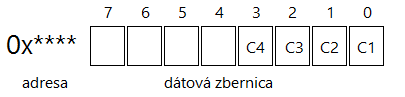 7 6 5 4 3 2 1 0
0x**** C4 C3 C2 C1
adresa dátová zbernica